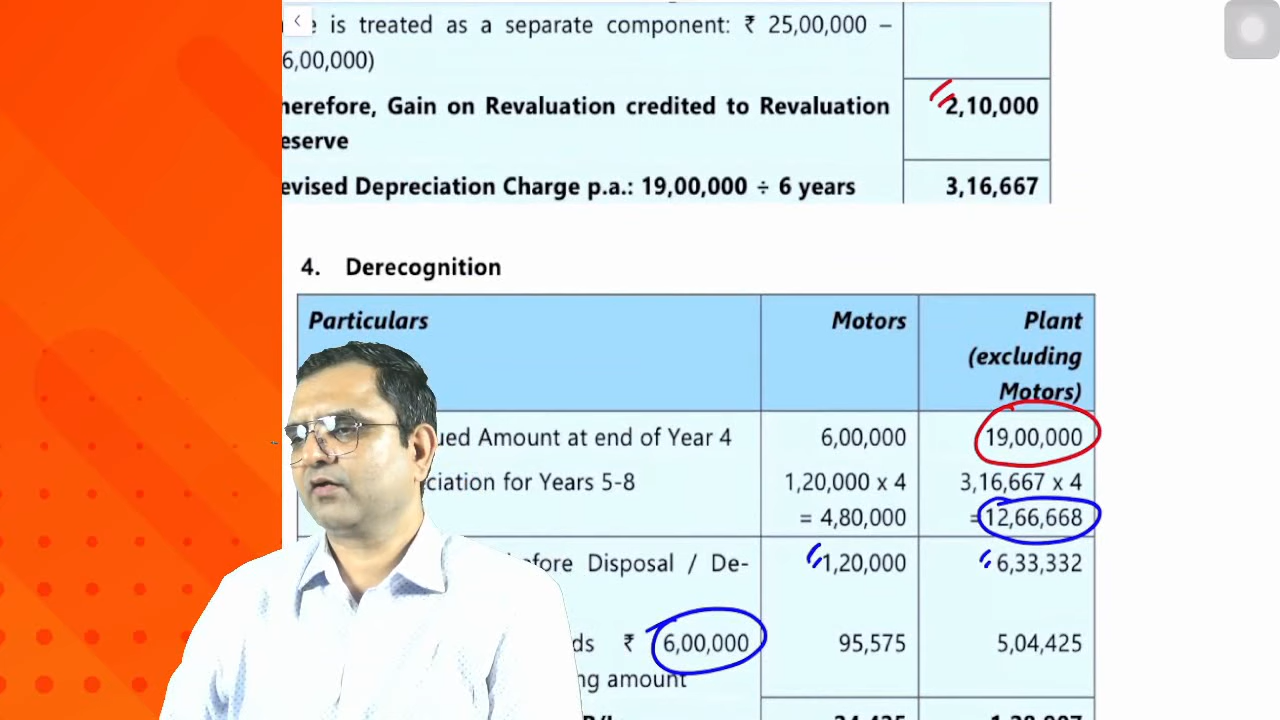 is treated as a separate component: ₹ 25,00,000 –
6,00,000)
herefore, Gain on Revaluation credited to Revaluation 2,10,000
eserve
evised Depreciation Charge p.a.: 19,00,000 ÷ 6 years 3,16,667
4. Derecognition
Particulars Motors Plant
(excluding
Motors)
ued Amount at end of Year 4 6,00,000 19,00,000
ciation for Years 5-8 1,20,000 x 4 3,16,667 x 4
= 4,80,000 =12,66,668
efore Disposal / De- 1,20,000 6,33,332
ds ₹ 6,00,000 95,575 5,04,425
ng amount